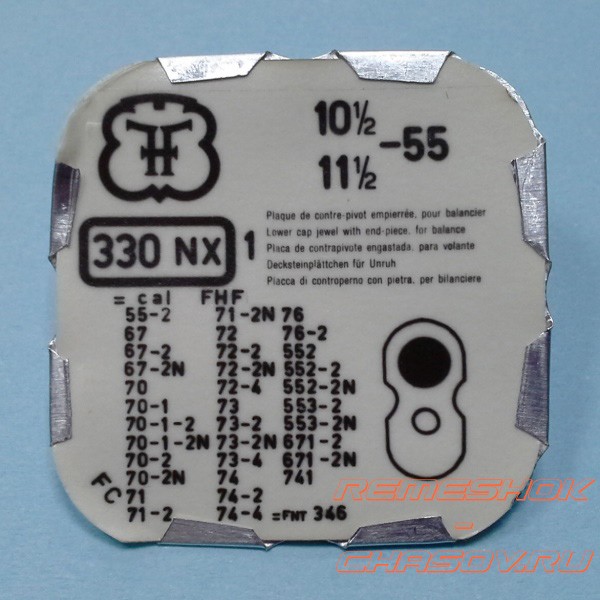 FHF
10½
11½ -55
Plaque de contre-pivot empierrée, pour balancier
Lower cap jewel with end-piece, for balance
Placa de contrapivote engastada, para volante
Decksteinplättchen für Unruh
Placca di controperno con pietra, per bilanciere
330 NX 1
= cal FHF
55-2 71-2N 76
67 72 76-2
67-2 72-2 552
67-2N 72-2N 552-2
70 72-4 552-2N
70-1 73 553-2
70-1-2 73-2 553-2N
70-1-2N 73-2N 671-2
70-2 73-4 671-2N
70-2N 74 741
FC 71 74-2
71-2 74-4 =FNT 346
REMESHOK
-
CHASOV.RU